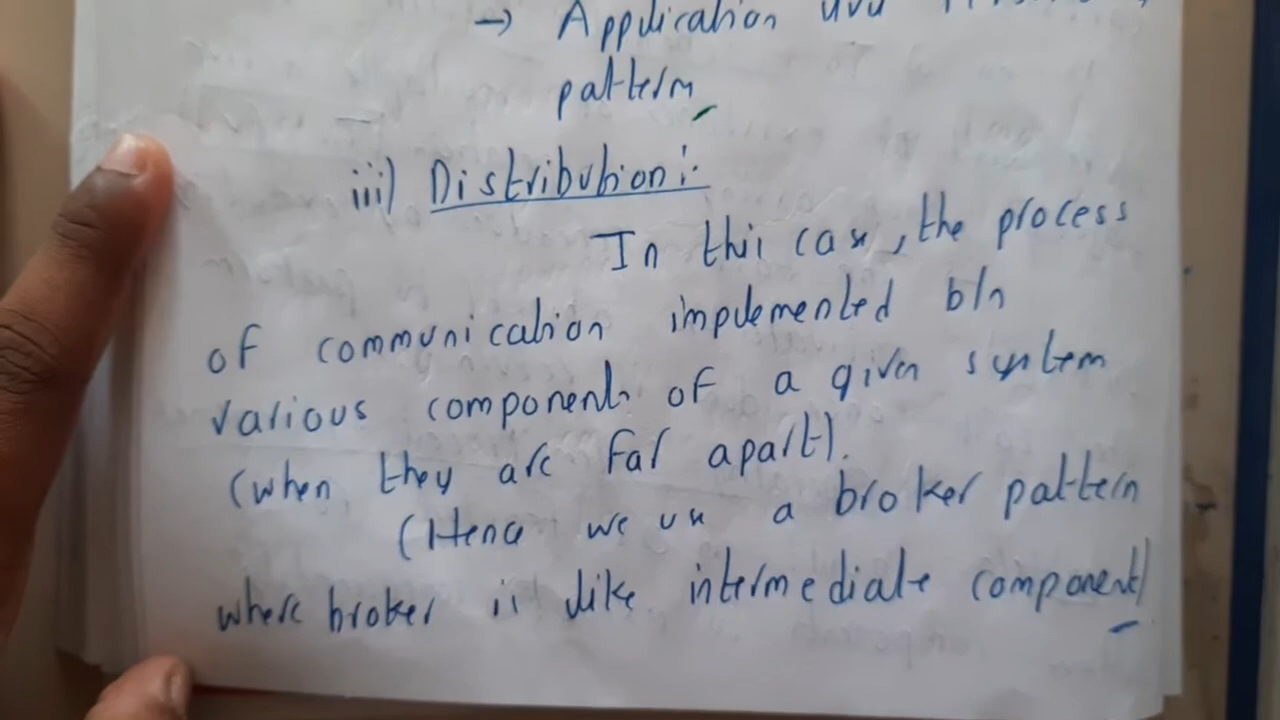 → Application
pattern
iii) Distribution:-
In this case, the process
of communication implemented b/n
various components of a given system
(when they are far apart).
(Hence we use a broker pattern
where broker is like intermediate component)